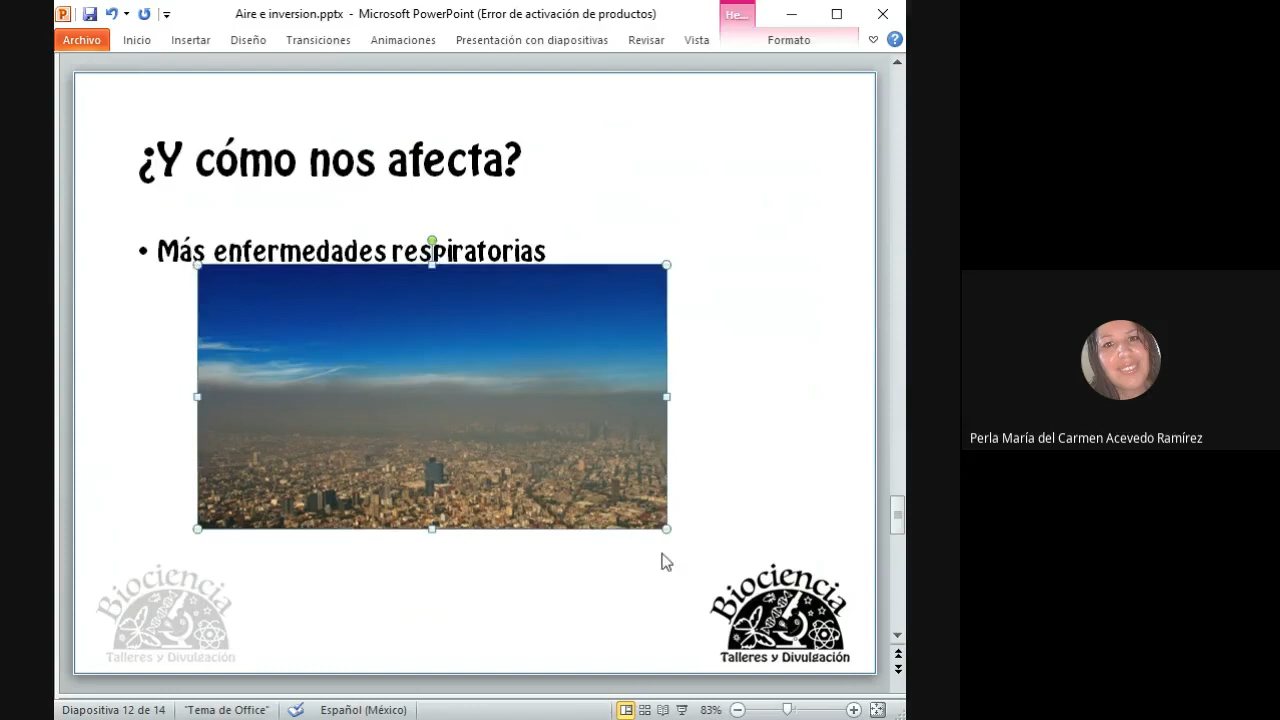 Aire e inversion.pptx - Microsoft PowerPoint (Error de activación de productos)
He...
Archivo Inicio Insertar Diseño Transiciones Animaciones Presentación con diapositivas Revisar Vista Formato
¿Y cómo nos afecta?
• Más enfermedades respiratorias
Perla María del Carmen Acevedo Ramírez
Biociencia
Talleres y Divulgación
Biociencia
Talleres y Divulgación
Diapositiva 12 de 14 "Tema de Office" Español (México) 83%